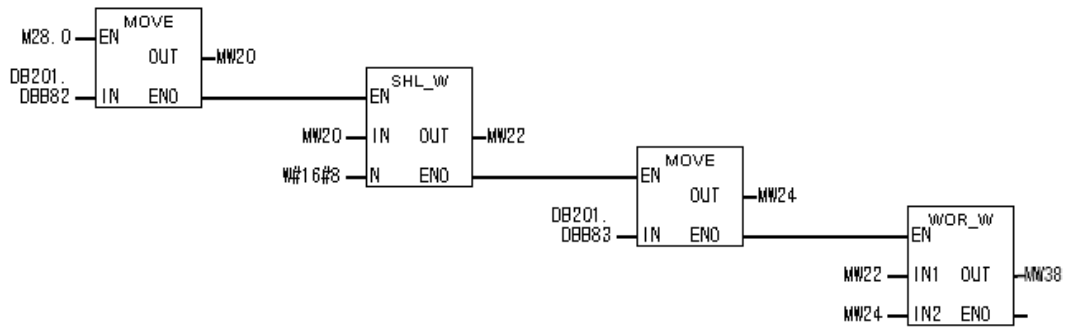 MOVE
M28.0 EN
OUT MW20
DB201.
DBB82 IN ENO
SHL_W
EN
MW20 IN OUT MW22
W#16#8 N ENO
MOVE
EN
OUT MW24
DB201.
DBB83 IN ENO
WOR_W
EN
MW22 IN1 OUT MW38
MW24 IN2 ENO